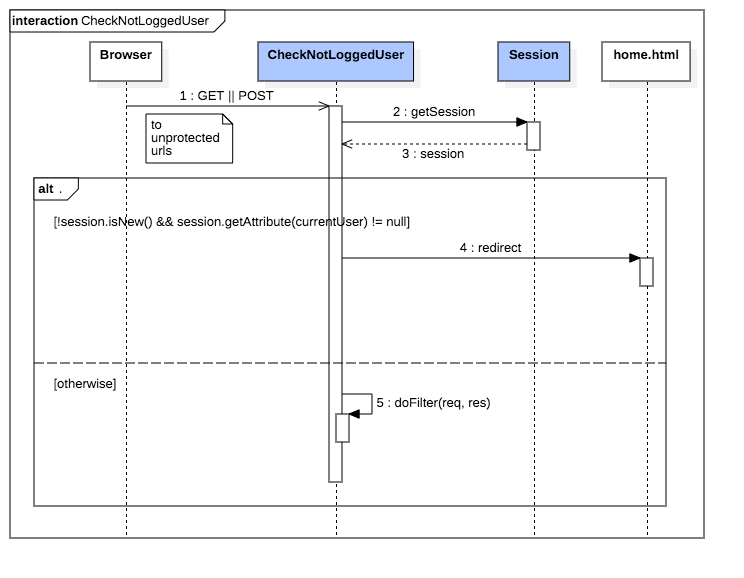 interaction CheckNotLoggedUser
Browser
CheckNotLoggedUser
Session
home.html
1 : GET || POST
to
unprotected
urls
2 : getSession
3 : session
alt .
[!session.isNew() && session.getAttribute(currentUser) != null]
4 : redirect
[otherwise]
5 : doFilter(req, res)